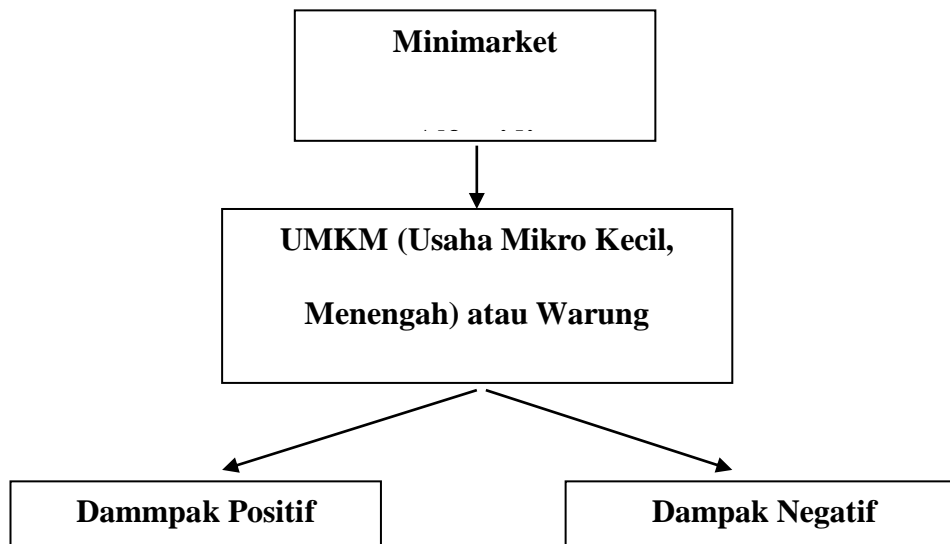 Minimarket
UMKM (Usaha Mikro Kecil,
Menengah) atau Warung
Dammpak Positif
Dampak Negatif